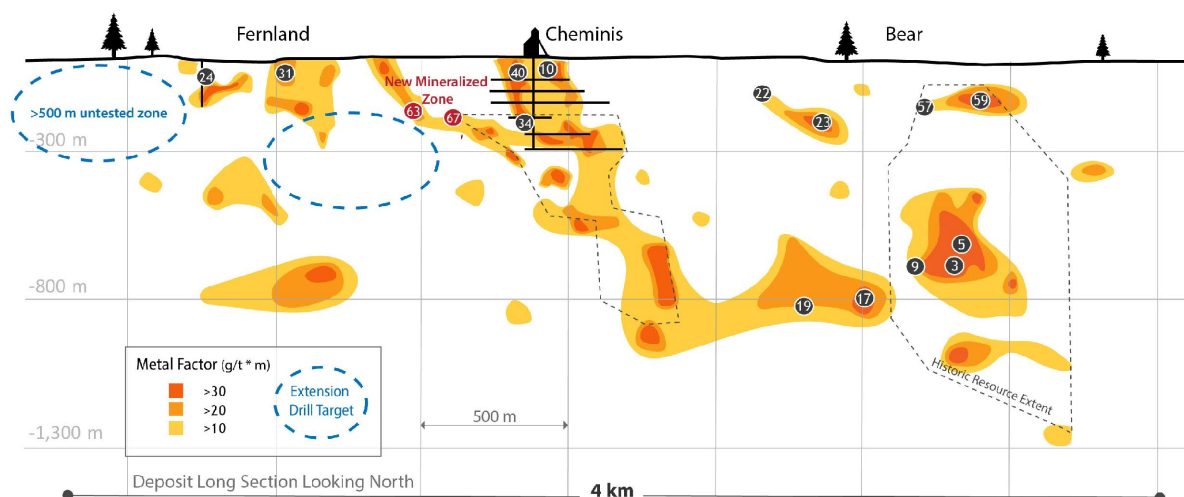 Fernland
Cheminis
Bear
24
31
40
10
New Mineralized
Zone
63
67
34
22
23
57
59
>500 m untested zone
-300 m
5
9
3
19
17
-800 m
Metal Factor (g/t * m)
>30
>20
>10
Extension
Drill Target
500 m
Historic Resource Extent
-1,300 m
Deposit Long Section Looking North
4 km